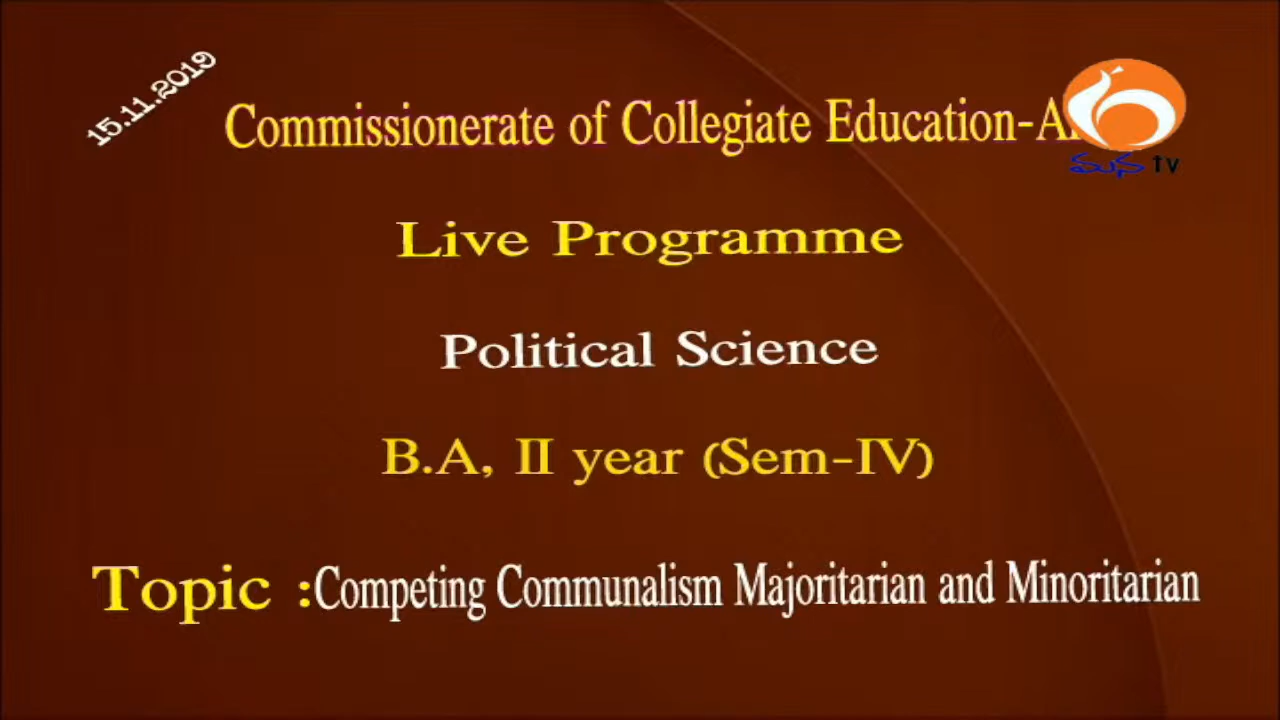 15.11.2019
Commissionerate of Collegiate Education-A
Live Programme
Political Science
B.A, II year (Sem-IV)
Topic :Competing Communalism Majoritarian and Minoritarian
మన tv